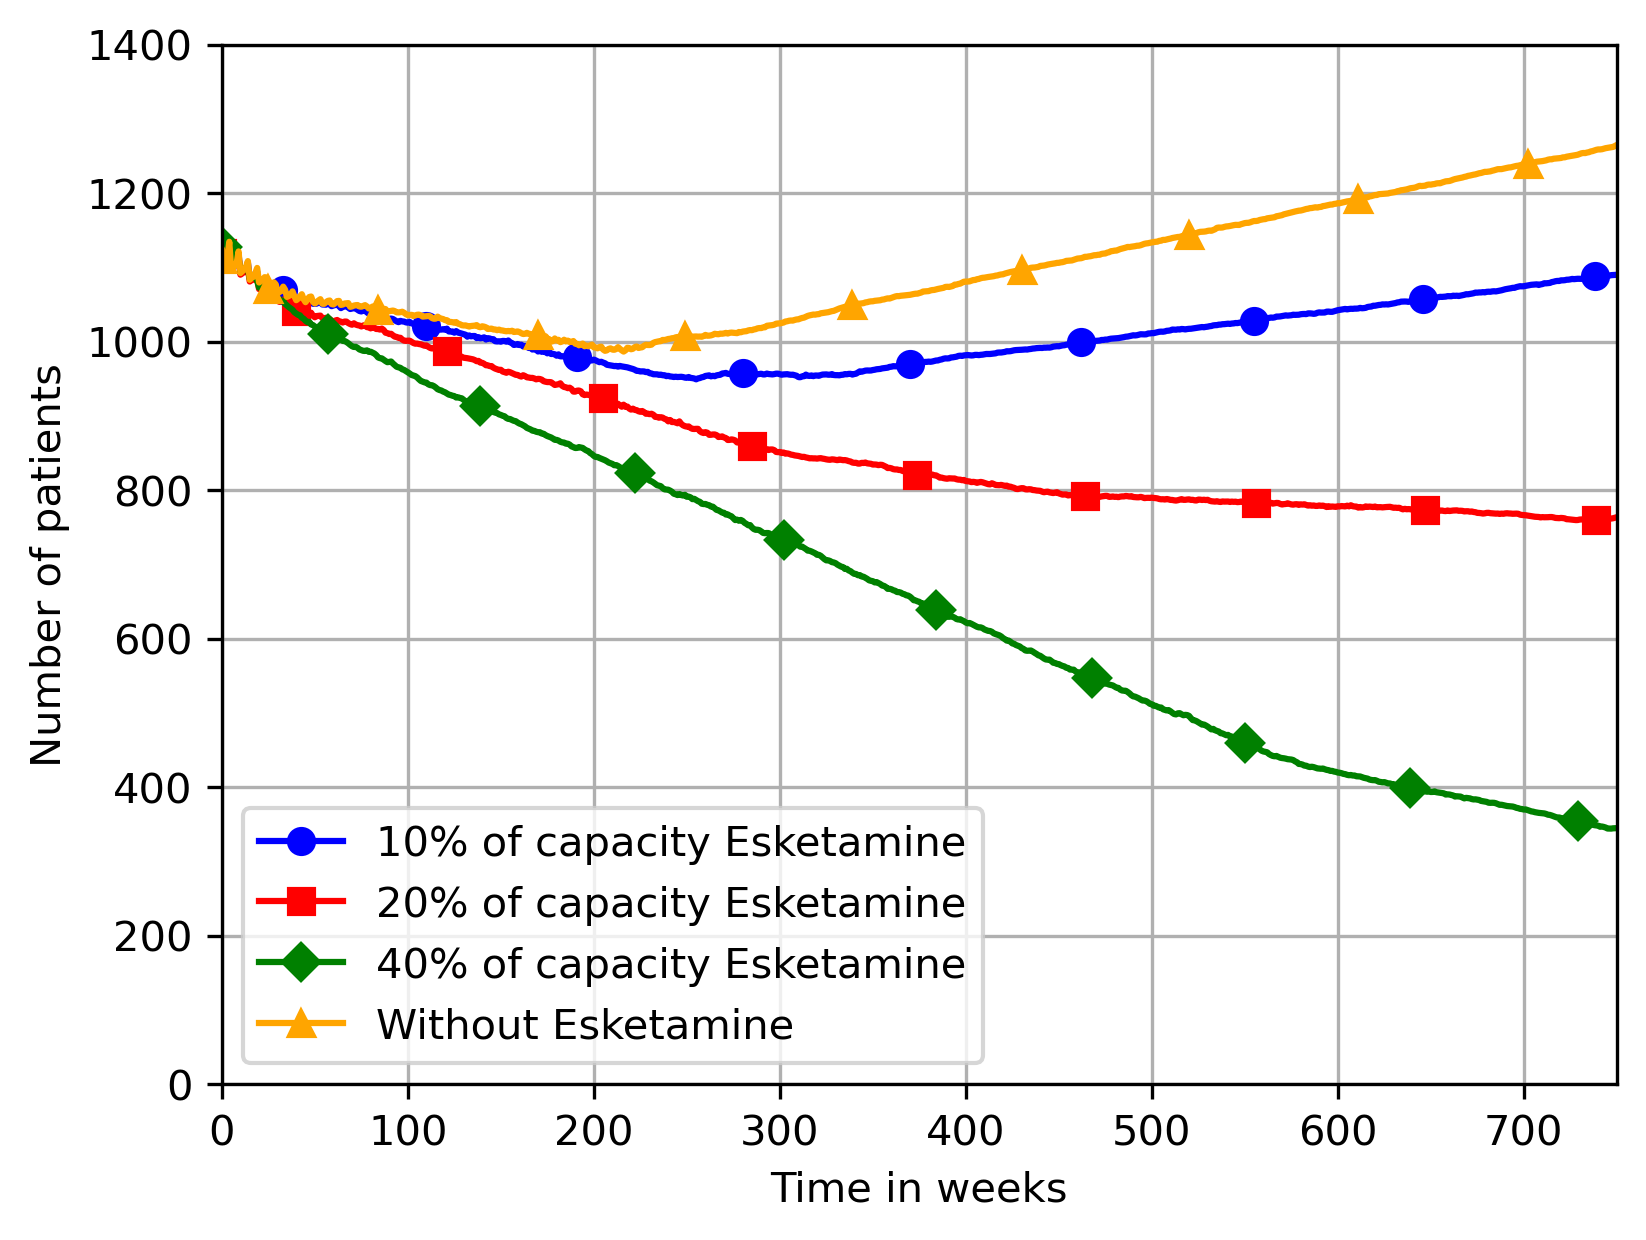 1400
1200
1000
800
600
400
200
0
Number of patients
10% of capacity Esketamine
20% of capacity Esketamine
40% of capacity Esketamine
Without Esketamine
0 100 200 300 400 500 600 700
Time in weeks